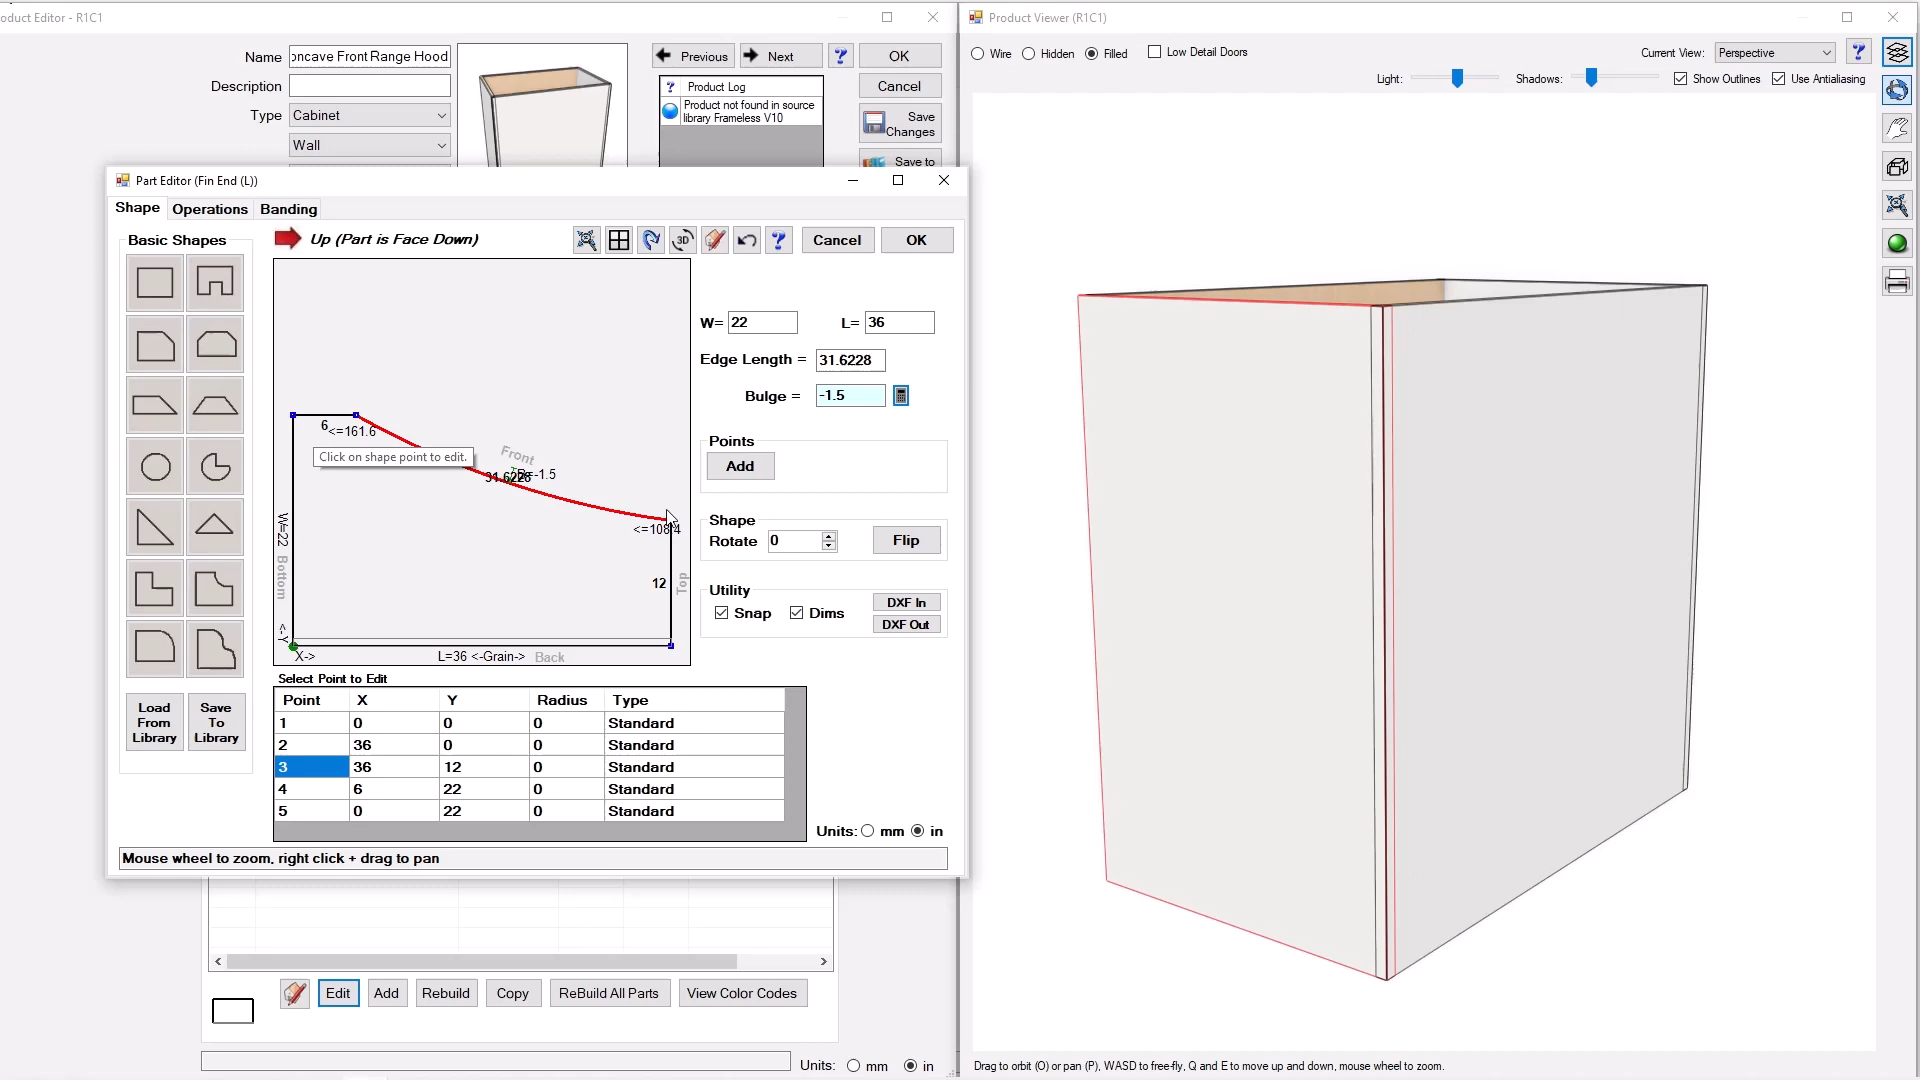 oduct Editor - R1C1
Name
oncave Front Range Hood
Description
Type
Cabinet
Wall
Previous
Next
?
OK
Cancel
Save
Changes
Save to
? Product Log
Product not found in source
library Frameless V10
Part Editor (Fin End (L))
Shape
Operations
Banding
Basic Shapes
Up (Part is Face Down)
3D
?
Cancel
OK
W= 22
L= 36
Edge Length = 31.6228
Bulge = -1.5
Points
Add
Shape
Rotate 0
Flip
Utility
Snap
Dims
DXF In
DXF Out
6
<=161.6
Click on shape point to edit.
Front
31.6228
B=-1.5
<=108.4
12
Top
W=22
Bottom
<-Y
X->
L=36 <-Grain->
Back
Load
From
Library
Save
To
Library
Select Point to Edit
Point X Y Radius Type
1 0 0 0 Standard
2 36 0 0 Standard
3 36 12 0 Standard
4 6 22 0 Standard
5 0 22 0 Standard
Units: mm in
Mouse wheel to zoom, right click + drag to pan
Edit
Add
Rebuild
Copy
ReBuild All Parts
View Color Codes
Units: mm in
Product Viewer (R1C1)
Wire
Hidden
Filled
Low Detail Doors
Current View: Perspective
?
Light:
Shadows:
Show Outlines
Use Antialiasing
Drag to orbit (O) or pan (P), WASD to free-fly, Q and E to move up and down, mouse wheel to zoom.